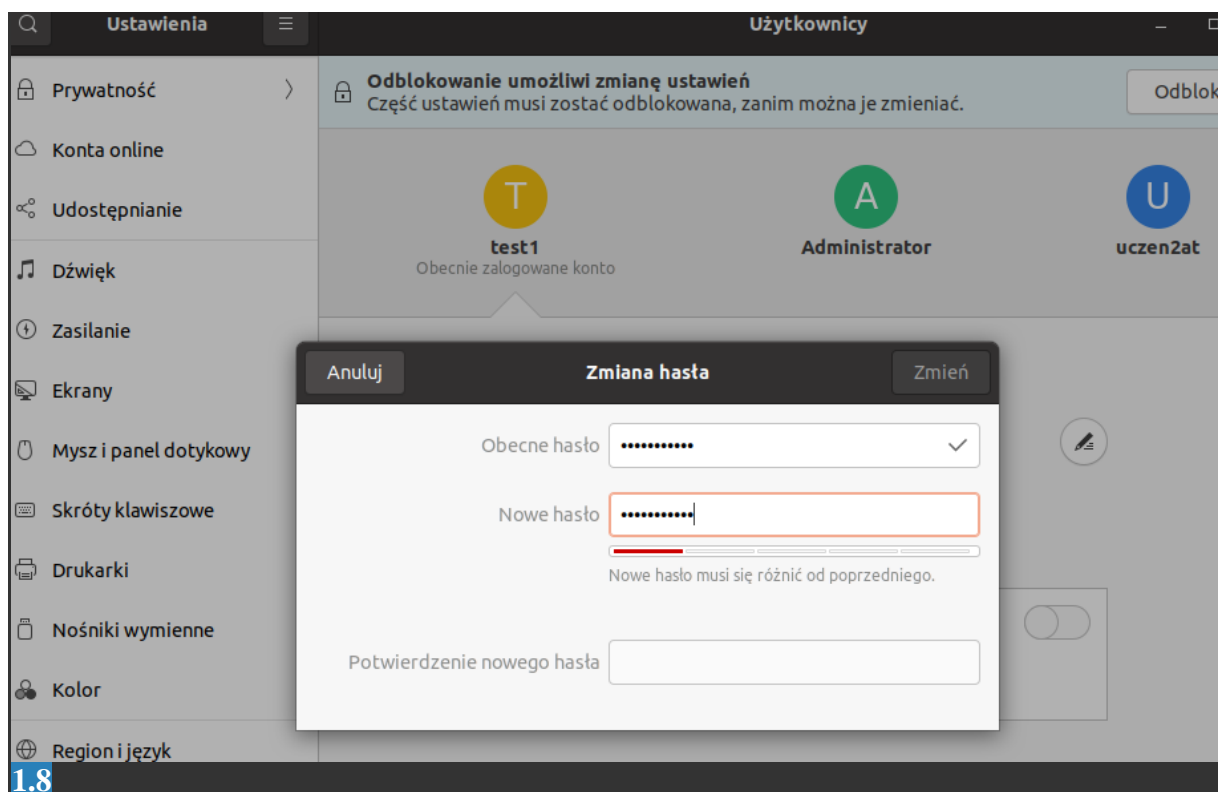 Ustawienia
Użytkownicy
Prywatność
Konta online
Udostępnianie
Dźwięk
Zasilanie
Ekrany
Mysz i panel dotykowy
Skróty klawiszowe
Drukarki
Nośniki wymienne
Kolor
Region i język
Odblokowanie umożliwi zmianę ustawień
Część ustawień musi zostać odblokowana, zanim można je zmieniać.
Odblok
T
test1
Obecnie zalogowane konto
A
Administrator
U
uczen2at
Anuluj
Zmiana hasła
Zmień
Obecne hasło
Nowe hasło
Nowe hasło musi się różnić od poprzedniego.
Potwierdzenie nowego hasła
1.8